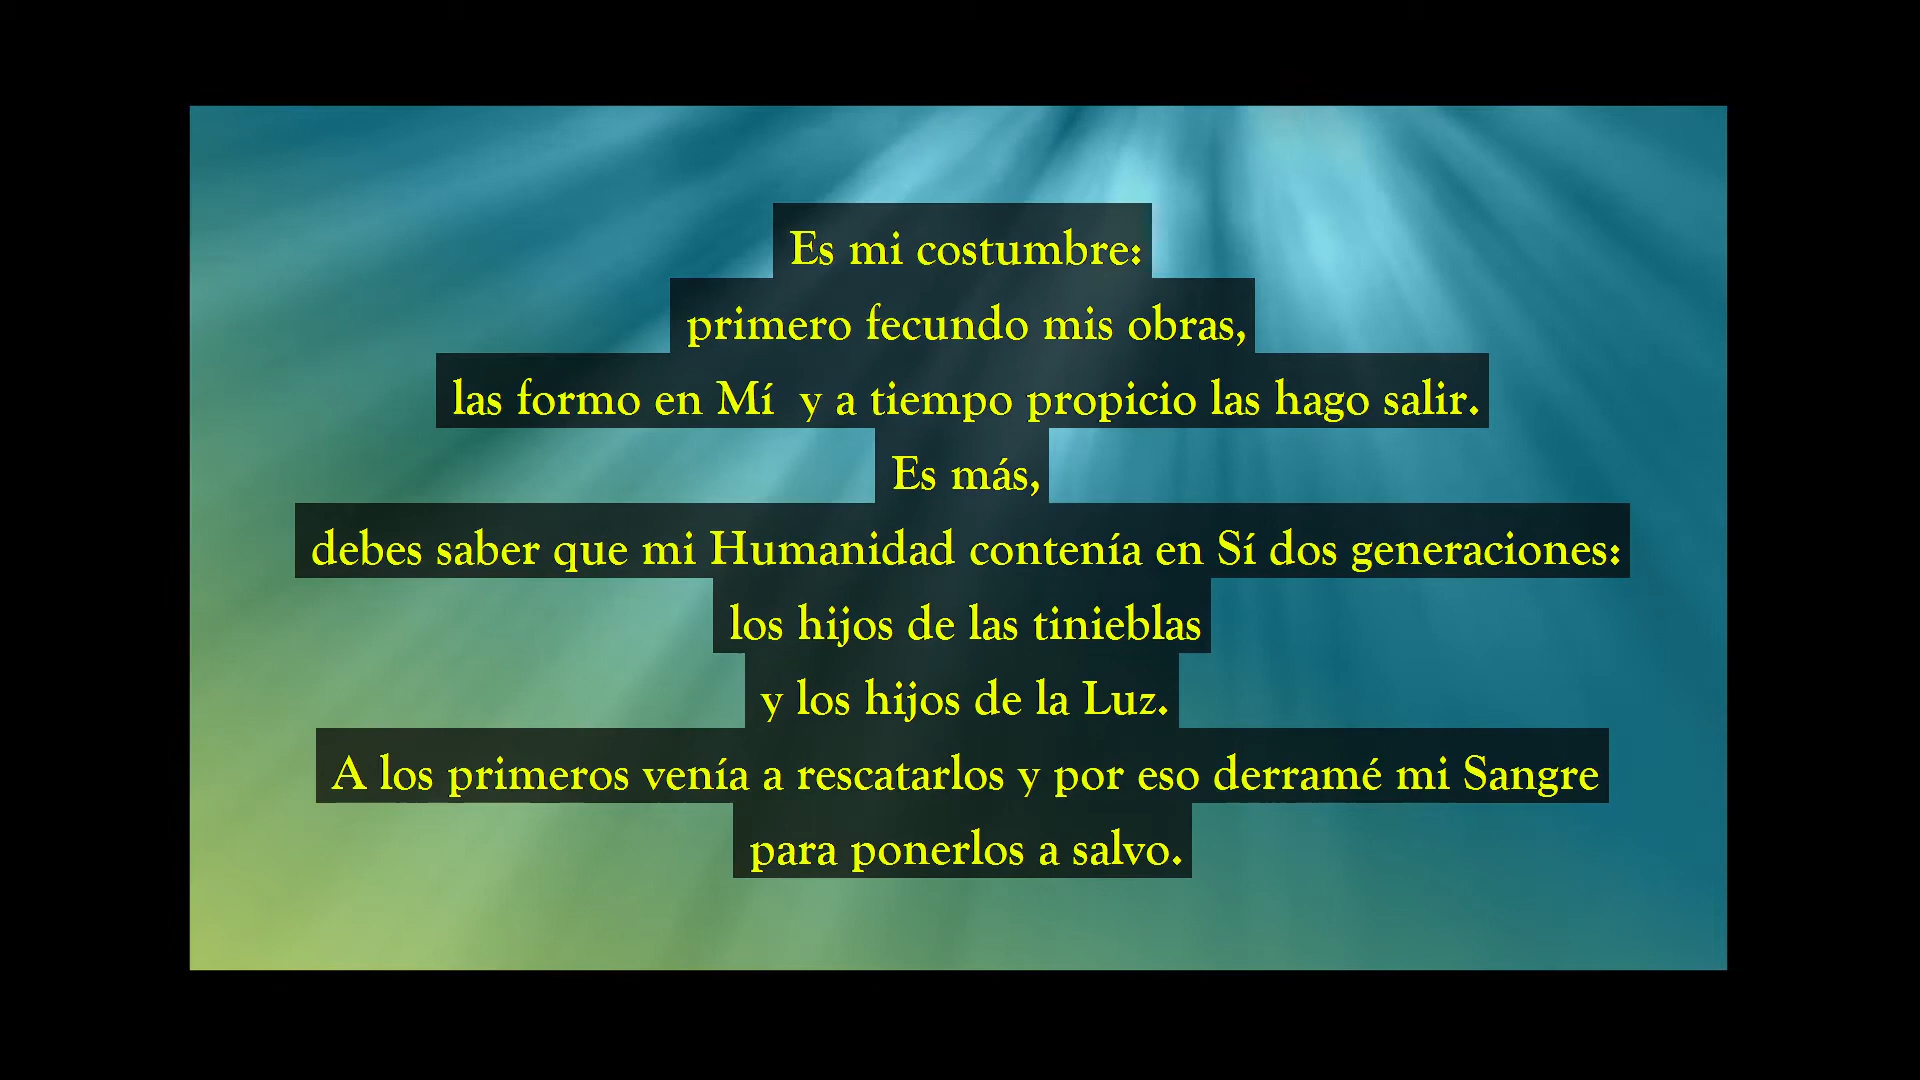 Es mi costumbre:
primero fecundo mis obras,
las formo en Mí  y a tiempo propicio las hago salir.
Es más,
debes saber que mi Humanidad contenía en Sí dos generaciones:
los hijos de las tinieblas
y los hijos de la Luz.
A los primeros venía a rescatarlos y por eso derramé mi Sangre
para ponerlos a salvo.